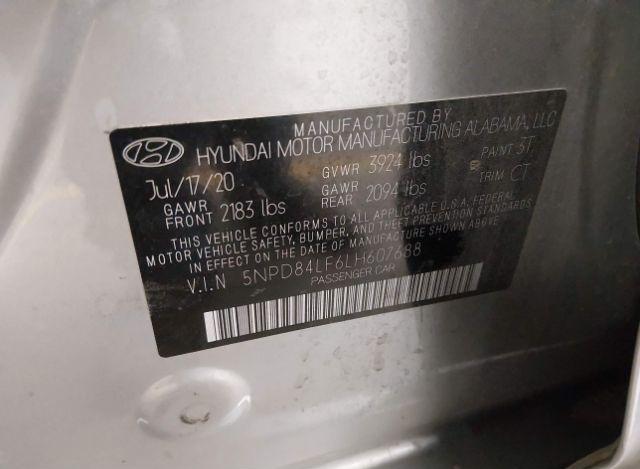 MANUFACTURED BY
HYUNDAI MOTOR MANUFACTURING ALABAMA, LLC
Jul/17/20 GVWR 3924 lbs PAINT ST
GAWR FRONT 2183 lbs GAWR REAR 2094 lbs TRIM CT
THIS VEHICLE CONFORMS TO ALL APPLICABLE U.S.A. FEDERAL
MOTOR VEHICLE SAFETY, BUMPER, AND THEFT PREVENTION
STANDARDS IN EFFECT ON THE DATE OF MANUFACTURE SHOWN ABOVE
V.I.N 5NPD84LF6LH607688
PASSENGER CAR